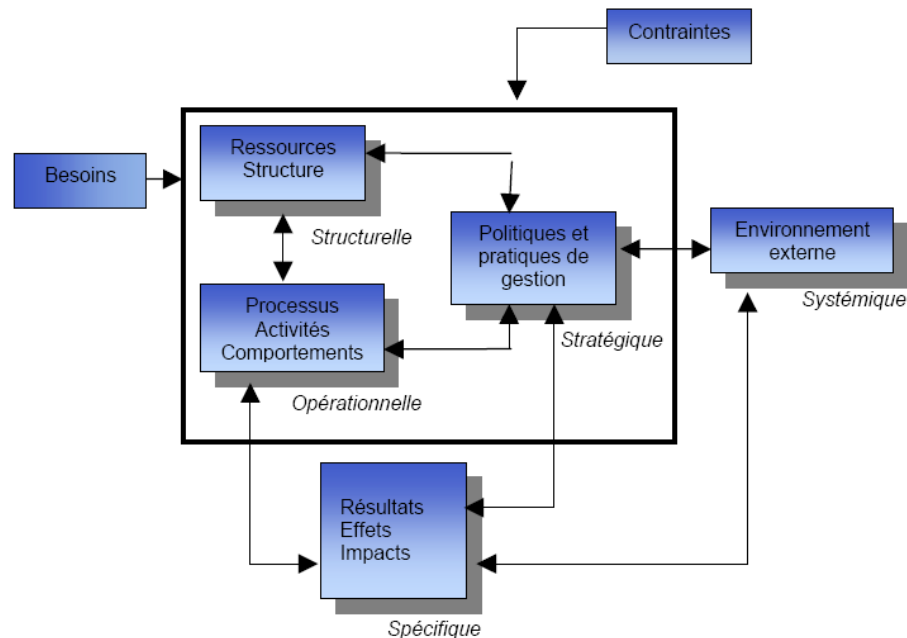 Contraintes
Ressources
Structure
Besoins
Structurelle
Politiques et
pratiques de
gestion
Environnement
externe
Systémique
Processus
Activités
Comportements
Stratégique
Opérationnelle
Résultats
Effets
Impacts
Spécifique